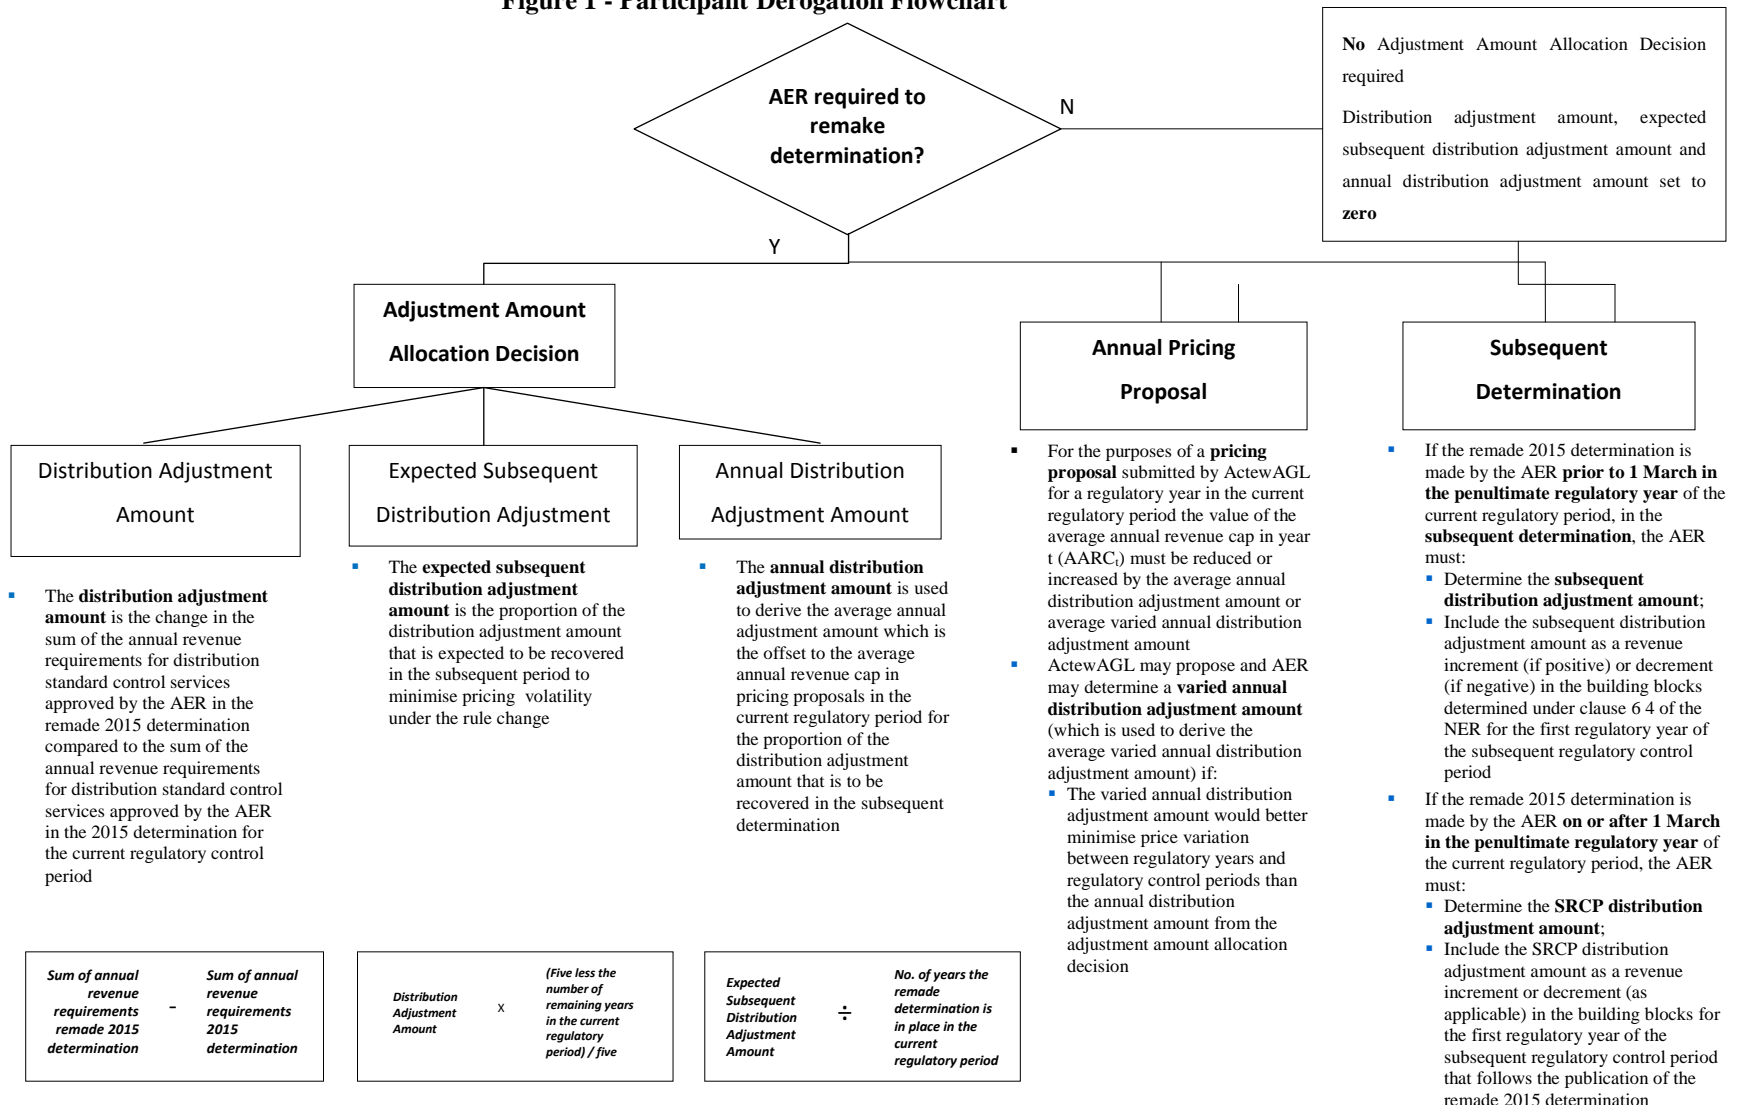 Figure 1 - Participant Derogation Flowchart
AER required to
remake
determination?
N
Y
No Adjustment Amount Allocation Decision
required
Distribution adjustment amount, expected
subsequent distribution adjustment amount and
annual distribution adjustment amount set to
zero
Adjustment Amount
Allocation Decision
Annual Pricing
Proposal
Subsequent
Determination
Distribution Adjustment
Amount
Expected Subsequent
Distribution Adjustment
Annual Distribution
Adjustment Amount
▪ The distribution adjustment
amount is the change in the
sum of the annual revenue
requirements for distribution
standard control services
approved by the AER in the
remade 2015 determination
compared to the sum of the
annual revenue requirements
for distribution standard control
services approved by the AER
in the 2015 determination for
the current regulatory control
period
▪ The expected subsequent
distribution adjustment
amount is the proportion of the
distribution adjustment amount
that is expected to be recovered
in the subsequent period to
minimise pricing volatility
under the rule change
▪ The annual distribution
adjustment amount is used
to derive the average annual
adjustment amount which is
the offset to the average
annual revenue cap in
pricing proposals in the
current regulatory period for
the proportion of the
distribution adjustment
amount that is to be
recovered in the subsequent
determination
▪ For the purposes of a pricing
proposal submitted by ActewAGL
for a regulatory year in the current
regulatory period the value of the
average annual revenue cap in year
t (AARCt) must be reduced or
increased by the average annual
distribution adjustment amount or
average varied annual distribution
adjustment amount
▪ ActewAGL may propose and AER
may determine a varied annual
distribution adjustment amount
(which is used to derive the
average varied annual distribution
adjustment amount) if:
▪ The varied annual distribution
adjustment amount would better
minimise price variation
between regulatory years and
regulatory control periods than
the annual distribution
adjustment amount from the
adjustment amount allocation
decision
▪ If the remade 2015 determination is
made by the AER prior to 1 March in
the penultimate regulatory year of the
current regulatory period, in the
subsequent determination, the AER
must:
▪ Determine the subsequent
distribution adjustment amount;
▪ Include the subsequent distribution
adjustment amount as a revenue
increment (if positive) or decrement
(if negative) in the building blocks
determined under clause 6 4 of the
NER for the first regulatory year of
the subsequent regulatory control
period
▪ If the remade 2015 determination is
made by the AER on or after 1 March
in the penultimate regulatory year of
the current regulatory period, the AER
must:
▪ Determine the SRCP distribution
adjustment amount;
▪ Include the SRCP distribution
adjustment amount as a revenue
increment or decrement (as
applicable) in the building blocks for
the first regulatory year of the
subsequent regulatory control period
that follows the publication of the
remade 2015 determination
Sum of annual
revenue
requirements
remade 2015
determination
-
Sum of annual
revenue
requirements
2015
determination
Distribution
Adjustment
Amount
x
(Five less the
number of
remaining years
in the current
regulatory
period) / five
Expected
Subsequent
Distribution
Adjustment
Amount
÷
No. of years the
remade
determination is
in place in the
current
regulatory period